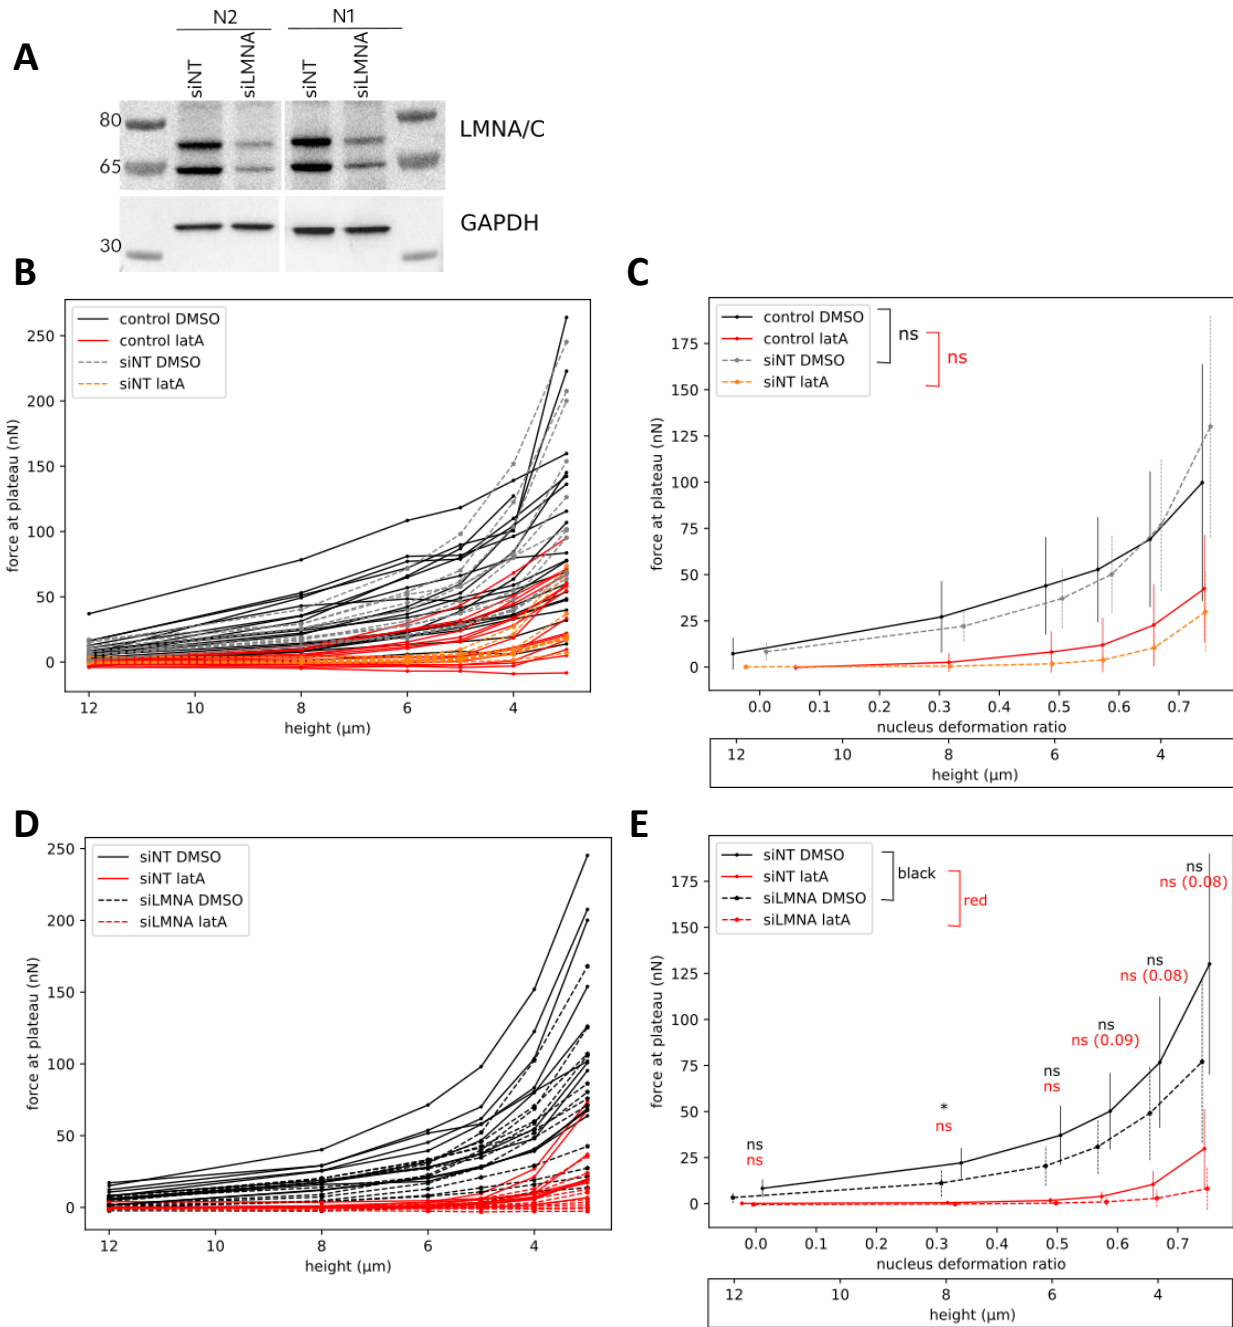 A
N2
N1
siNT
siLMNA
siNT
siLMNA
80
65
LMNA/C
30
GAPDH
B
control DMSO
control latA
siNT DMSO
siNT latA
250
200
150
100
50
0
force at plateau (nN)
12 10 8 6 4
height (µm)
C
control DMSO
control latA
siNT DMSO
siNT latA
ns
ns
175
150
125
100
75
50
25
0
force at plateau (nN)
0.0 0.1 0.2 0.3 0.4 0.5 0.6 0.7
nucleus deformation ratio
12 10 8 6 4
height (µm)
D
siNT DMSO
siNT latA
siLMNA DMSO
siLMNA latA
250
200
150
100
50
0
force at plateau (nN)
12 10 8 6 4
height (µm)
E
siNT DMSO
siNT latA
siLMNA DMSO
siLMNA latA
black
red
ns
ns
*
ns
ns
ns
ns
ns (0.09)
ns
ns (0.08)
ns
ns (0.08)
175
150
125
100
75
50
25
0
force at plateau (nN)
0.0 0.1 0.2 0.3 0.4 0.5 0.6 0.7
nucleus deformation ratio
12 10 8 6 4
height (µm)